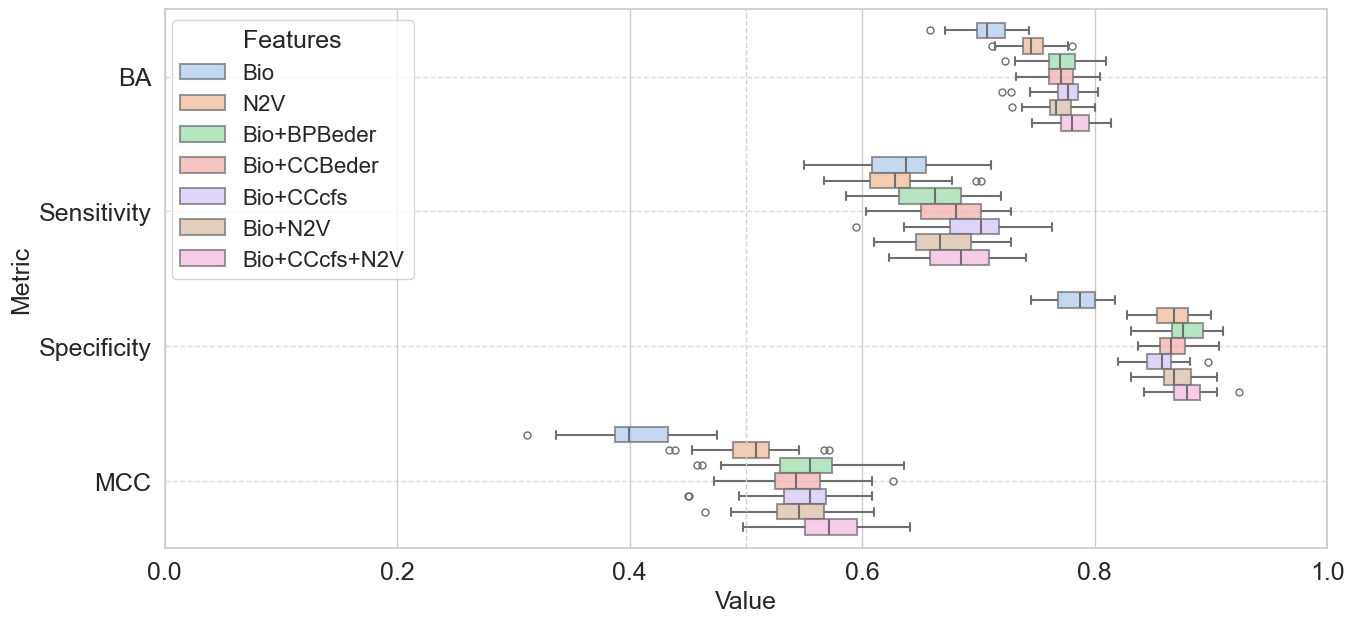 Features
Bio
N2V
Bio+BPBeder
Bio+CCBeder
Bio+CCcfs
Bio+N2V
Bio+CCcfs+N2V
BA
Sensitivity
Specificity
MCC
Metric
0.0 0.2 0.4 0.6 0.8 1.0
Value